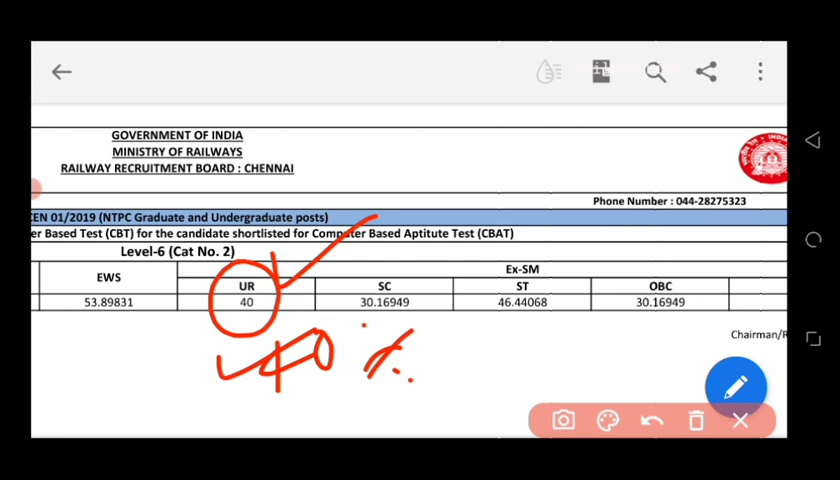 GOVERNMENT OF INDIA
MINISTRY OF RAILWAYS
RAILWAY RECRUITMENT BOARD : CHENNAI
Phone Number : 044-28275323
CEN 01/2019 (NTPC Graduate and Undergraduate posts)
er Based Test (CBT) for the candidate shortlisted for Computer Based Aptitute Test (CBAT)
Level-6 (Cat No. 2)
EWS Ex-SM
UR SC ST OBC
53.89831 40 30.16949 46.44068 30.16949
Chairman/R
40 %